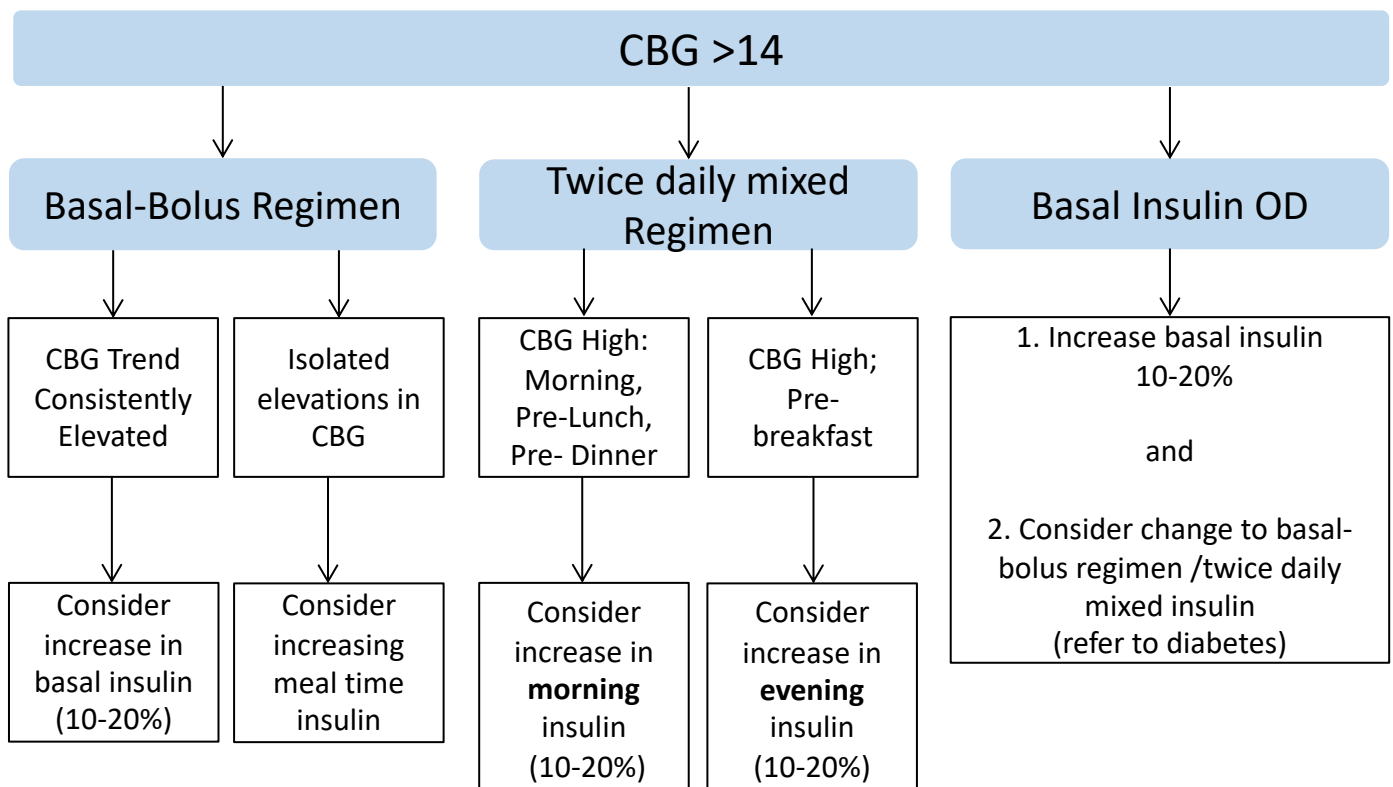 CBG >14
Basal-Bolus Regimen
Twice daily mixed
Regimen
Basal Insulin OD
CBG Trend
Consistently
Elevated
Isolated
elevations in
CBG
CBG High:
Morning,
Pre-Lunch,
Pre- Dinner
CBG High;
Pre-
breakfast
1. Increase basal insulin
10-20%
and
2. Consider change to basal-
bolus regimen /twice daily
mixed insulin
(refer to diabetes)
Consider
increase in
basal insulin
(10-20%)
Consider
increasing
meal time
insulin
Consider
increase in
morning
insulin
(10-20%)
Consider
increase in
evening
insulin
(10-20%)